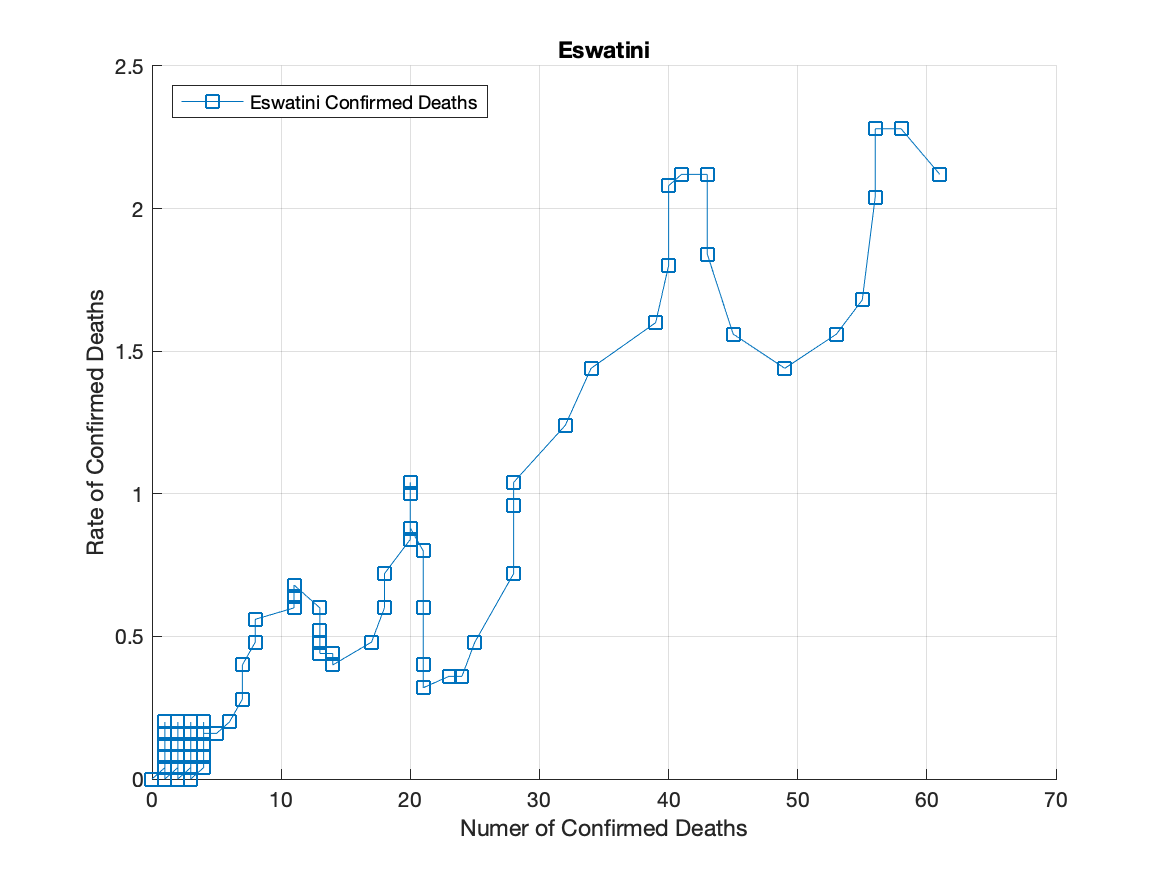 Eswatini
Eswatini Confirmed Deaths
2.5
2
1.5
1
0.5
0
Rate of Confirmed Deaths
0 10 20 30 40 50 60 70
Numer of Confirmed Deaths